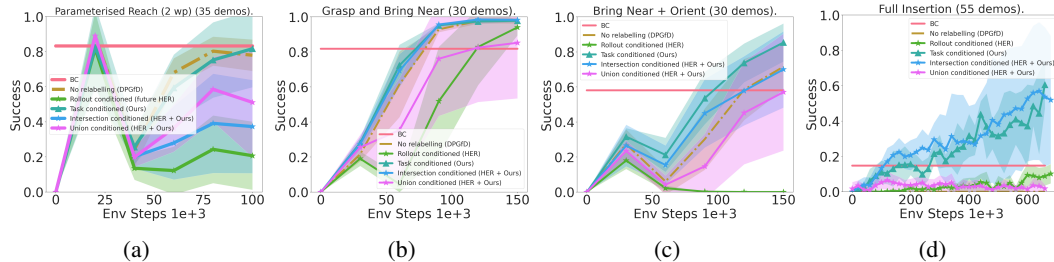 Parameterised Reach (2 wp) (35 demos).
Success
1.0
0.8
0.6
0.4
0.2
0.0
BC
No relabelling (DPGfD)
Rollout conditioned (future HER)
Task conditioned (Ours)
Intersection conditioned (HER + Ours)
Union conditioned (HER + Ours)
0 25 50 75 100
Env Steps 1e+3
(a)
Grasp and Bring Near (30 demos).
Success
1.0
0.8
0.6
0.4
0.2
0.0
BC
No relabelling (DPGfD)
Rollout conditioned (HER)
Task conditioned (Ours)
Intersection conditioned (HER + Ours)
Union conditioned (HER + Ours)
0 50 100 150
Env Steps 1e+3
(b)
Bring Near + Orient (30 demos).
Success
1.0
0.8
0.6
0.4
0.2
0.0
BC
No relabelling (DPGfD)
Rollout conditioned (HER)
Task conditioned (Ours)
Intersection conditioned (HER + Ours)
Union conditioned (HER + Ours)
0 50 100 150
Env Steps 1e+3
(c)
Full Insertion (55 demos).
Success
1.0
0.8
0.6
0.4
0.2
0.0
BC
Rollout conditioned (HER)
Task conditioned (Ours)
Intersection conditioned (HER + Ours)
Union conditioned (HER + Ours)
0 200 400 600
Env Steps 1e+3
(d)